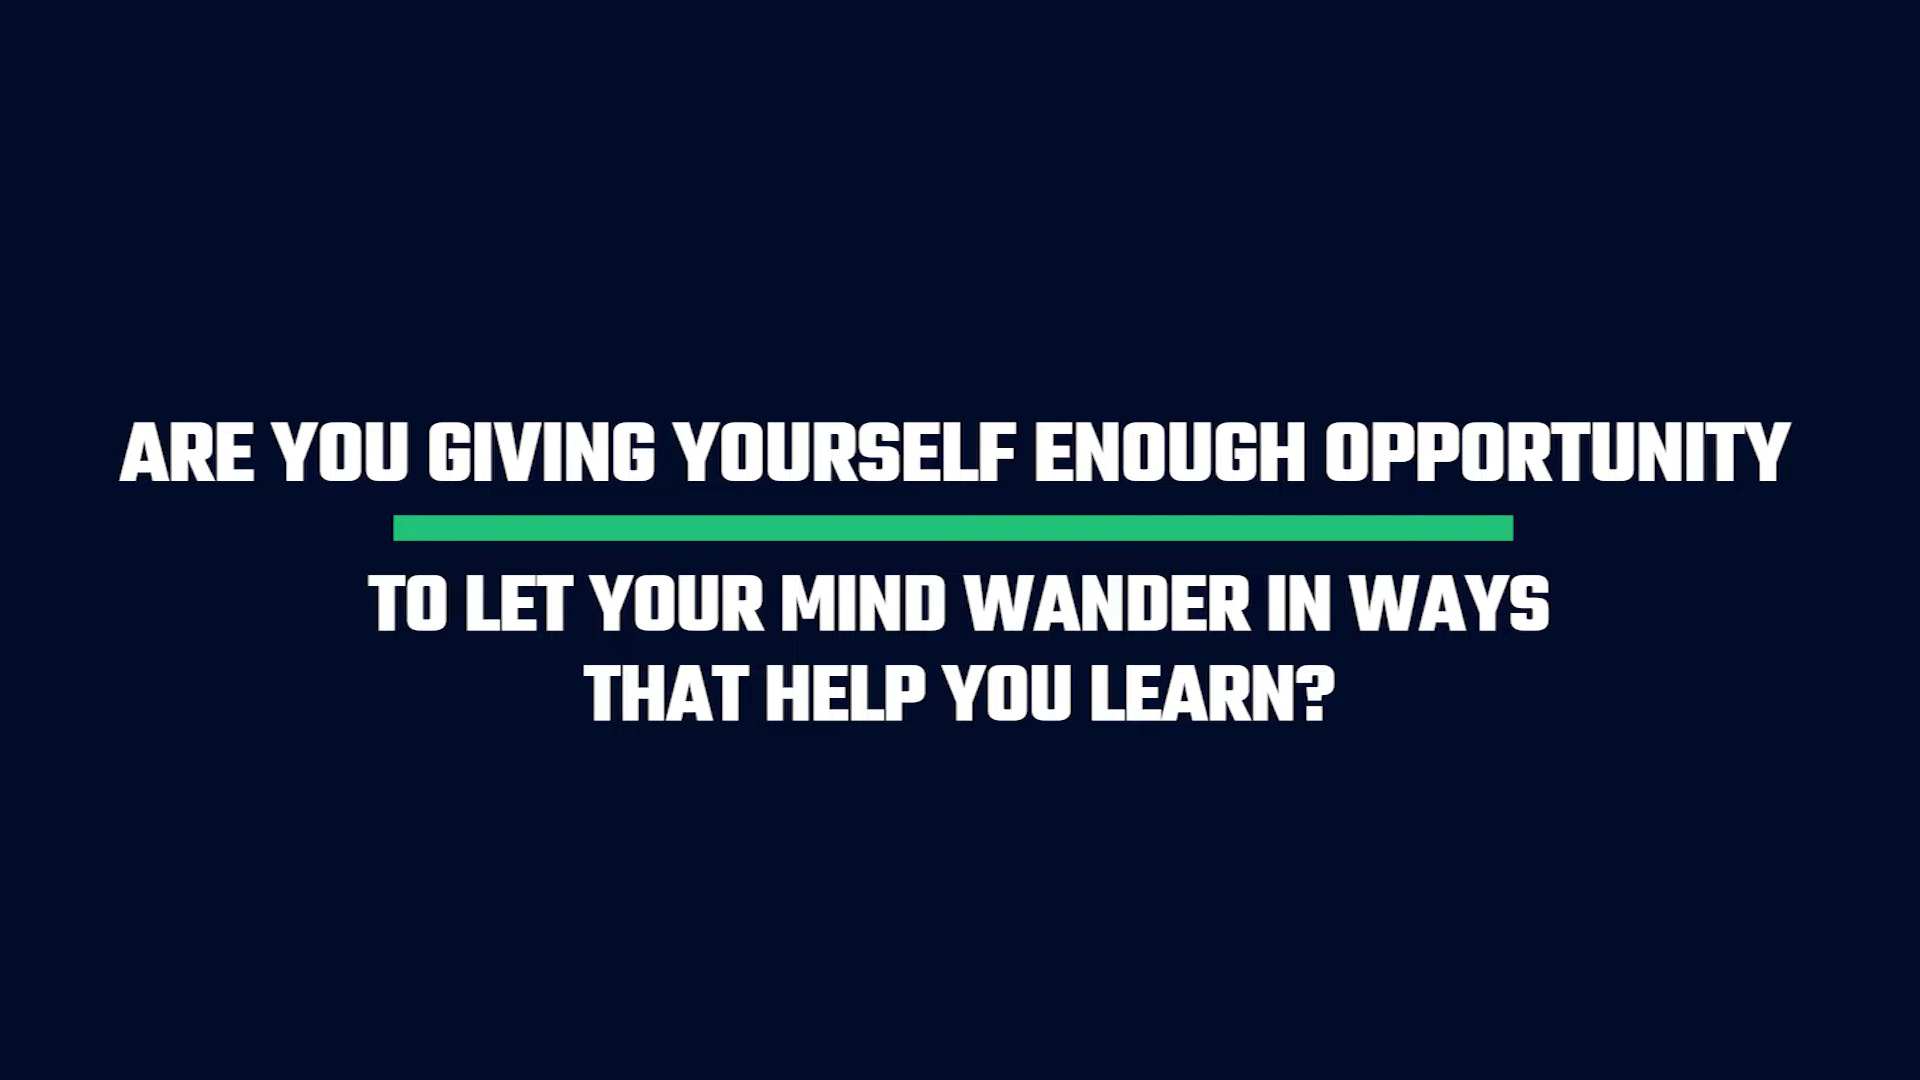 ARE YOU GIVING YOURSELF ENOUGH OPPORTUNITY
TO LET YOUR MIND WANDER IN WAYS
THAT HELP YOU LEARN?